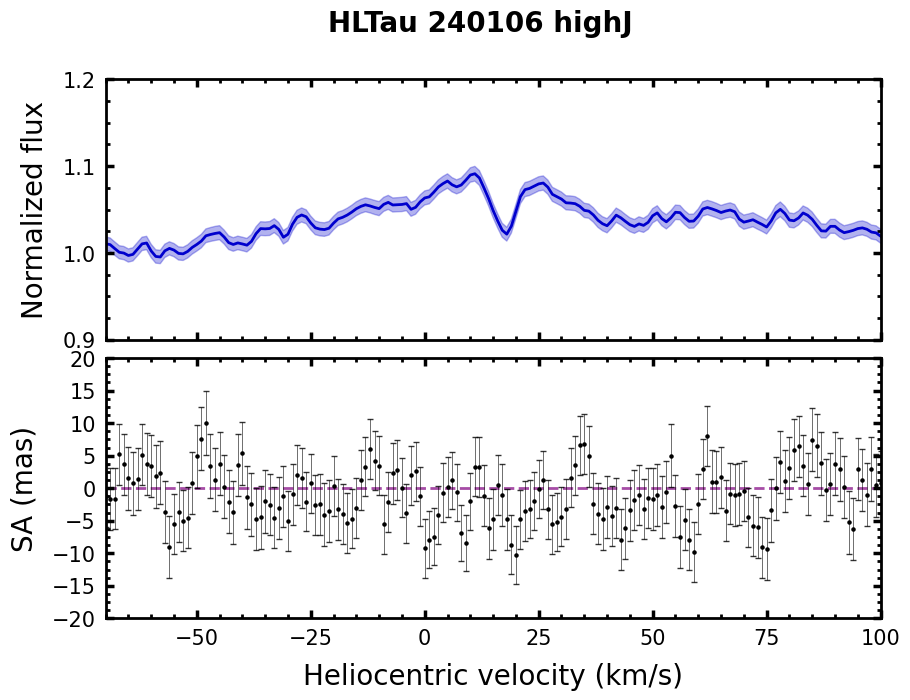 HLTau 240106 highJ
1.2
1.1
1.0
0.9
Normalized flux
20
15
10
5
0
−5
−10
−15
−20
SA (mas)
−50 −25 0 25 50 75 100
Heliocentric velocity (km/s)